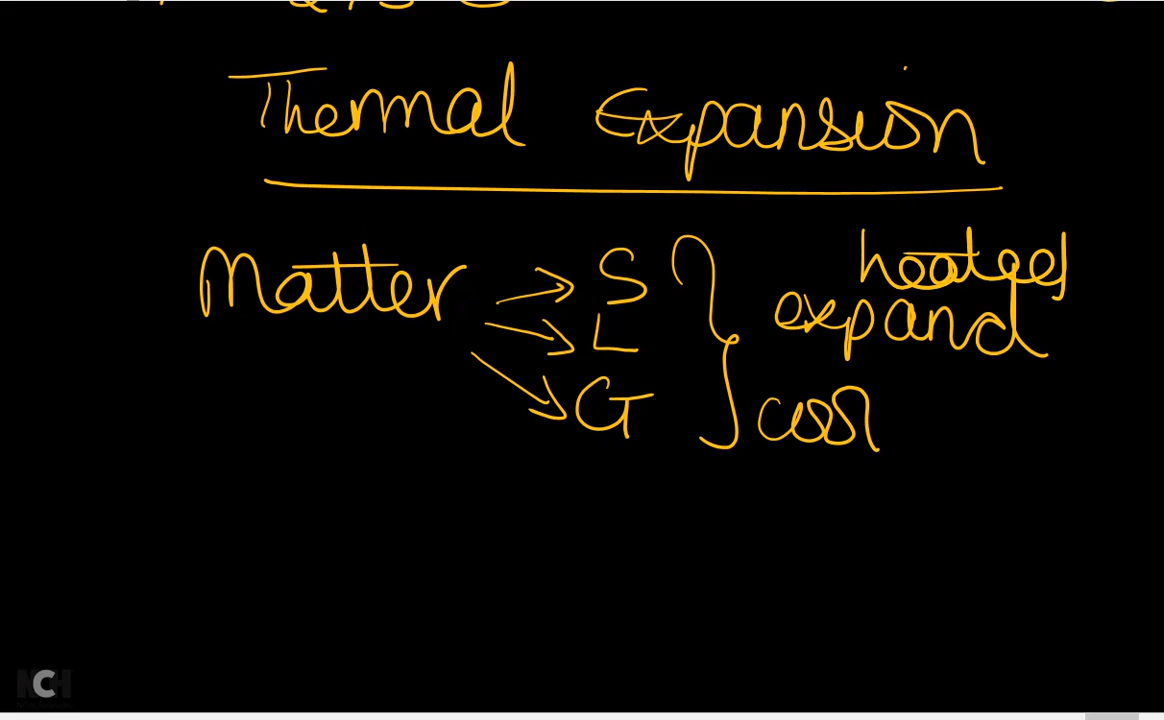 Thermal Expansion
Matter → S
heated
→ L
expand
→ G
cool